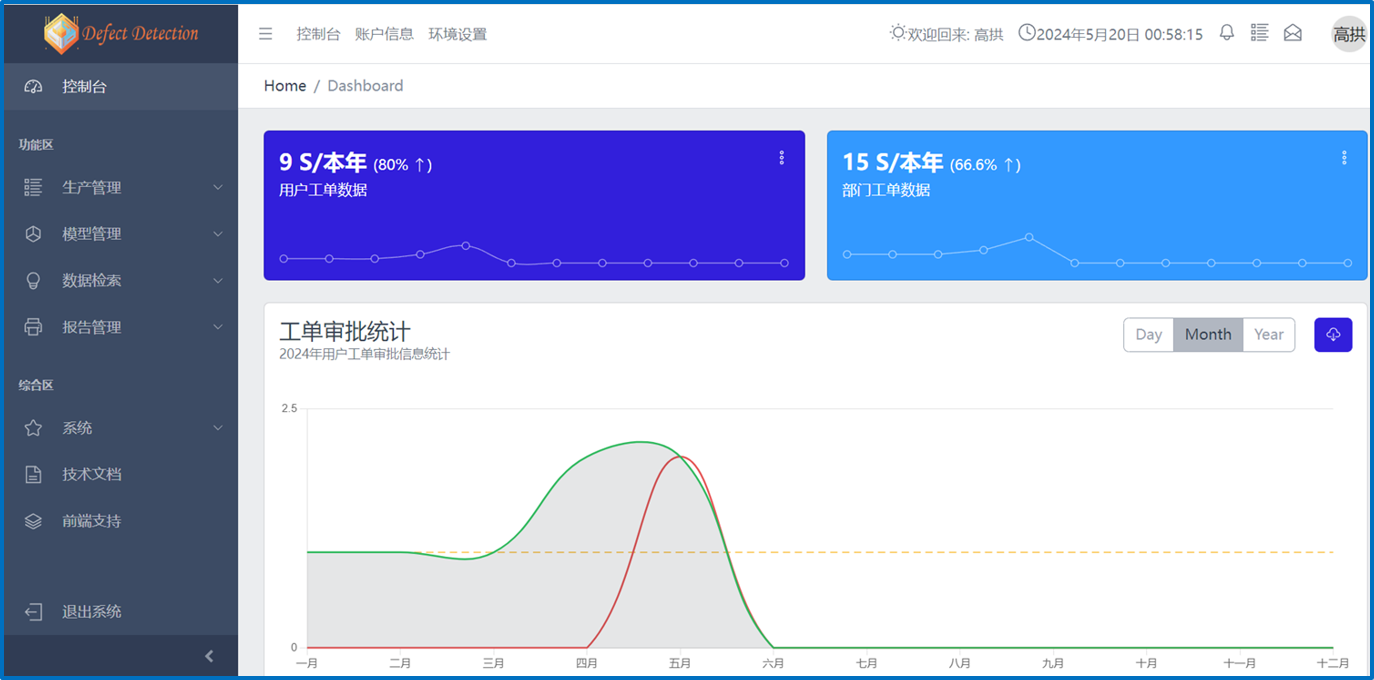 Defect Detection
控制台 账户信息 环境设置
欢迎回来: 高拱 2024年5月20日 00:58:15
高拱
控制台
功能区
生产管理
模型管理
数据检索
报告管理
综合区
系统
技术文档
前端支持
退出系统
Home / Dashboard
9 S/本年 (80% ↑)
用户工单数据
15 S/本年 (66.6% ↑)
部门工单数据
工单审批统计
2024年用户工单审批信息统计
Day Month Year
2.5
0
一月 二月 三月 四月 五月 六月 七月 八月 九月 十月 十一月 十二月